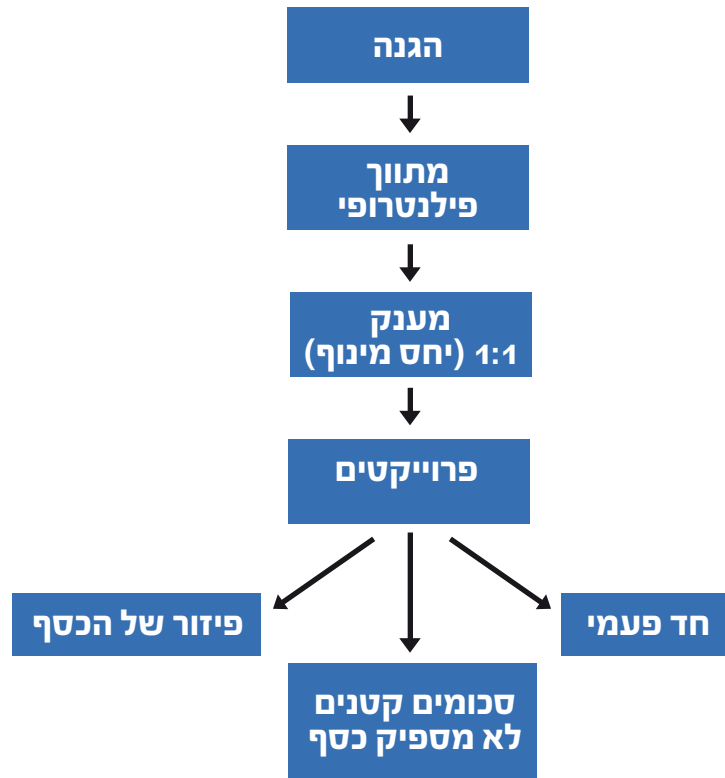 הגנה
מתווך
פילנטרופי
מענק
1:1 (יחס מינוף)
פרוייקטים
חד פעמי
פיזור של הכסף
סכומים קטנים
לא מספיק כסף